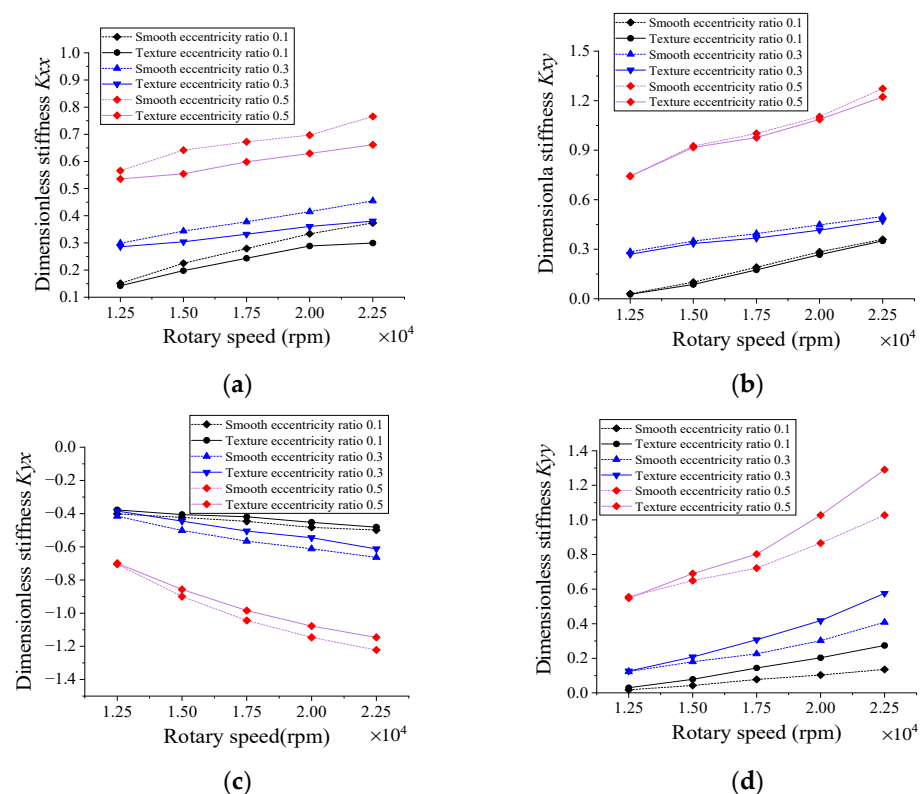 Smooth eccentricity ratio 0.1
Texture eccentricity ratio 0.1
Smooth eccentricity ratio 0.3
Texture eccentricity ratio 0.3
Smooth eccentricity ratio 0.5
Texture eccentricity ratio 0.5
Dimensionless stiffness Kxx
1.0
0.9
0.8
0.7
0.6
0.5
0.4
0.3
0.2
0.1
1.25 1.50 1.75 2.00 2.25
Rotary speed (rpm) ×10⁴
(a)
Smooth eccentricity ratio 0.1
Texture eccentricity ratio 0.1
Smooth eccentricity ratio 0.3
Texture eccentricity ratio 0.3
Smooth eccentricity ratio 0.5
Texture eccentricity ratio 0.5
Dimensionla stiffness Kxy
1.5
1.2
0.9
0.6
0.3
0.0
1.25 1.50 1.75 2.00 2.25
Rotary speed (rpm) ×10⁴
(b)
Smooth eccentricity ratio 0.1
Texture eccentricity ratio 0.1
Smooth eccentricity ratio 0.3
Texture eccentricity ratio 0.3
Smooth eccentricity ratio 0.5
Texture eccentricity ratio 0.5
Dimensionless stiffness Kyx
0.0
−0.2
−0.4
−0.6
−0.8
−1.0
−1.2
−1.4
1.25 1.50 1.75 2.00 2.25
Rotary speed(rpm) ×10⁴
(c)
Smooth eccentricity ratio 0.1
Texture eccentricity ratio 0.1
Smooth eccentricity ratio 0.3
Texture eccentricity ratio 0.3
Smooth eccentricity ratio 0.5
Texture eccentricity ratio 0.5
Dimensionless stiffness Kyy
1.4
1.2
1.0
0.8
0.6
0.4
0.2
0.0
1.25 1.50 1.75 2.00 2.25
Rotary speed (rpm) ×10⁴
(d)